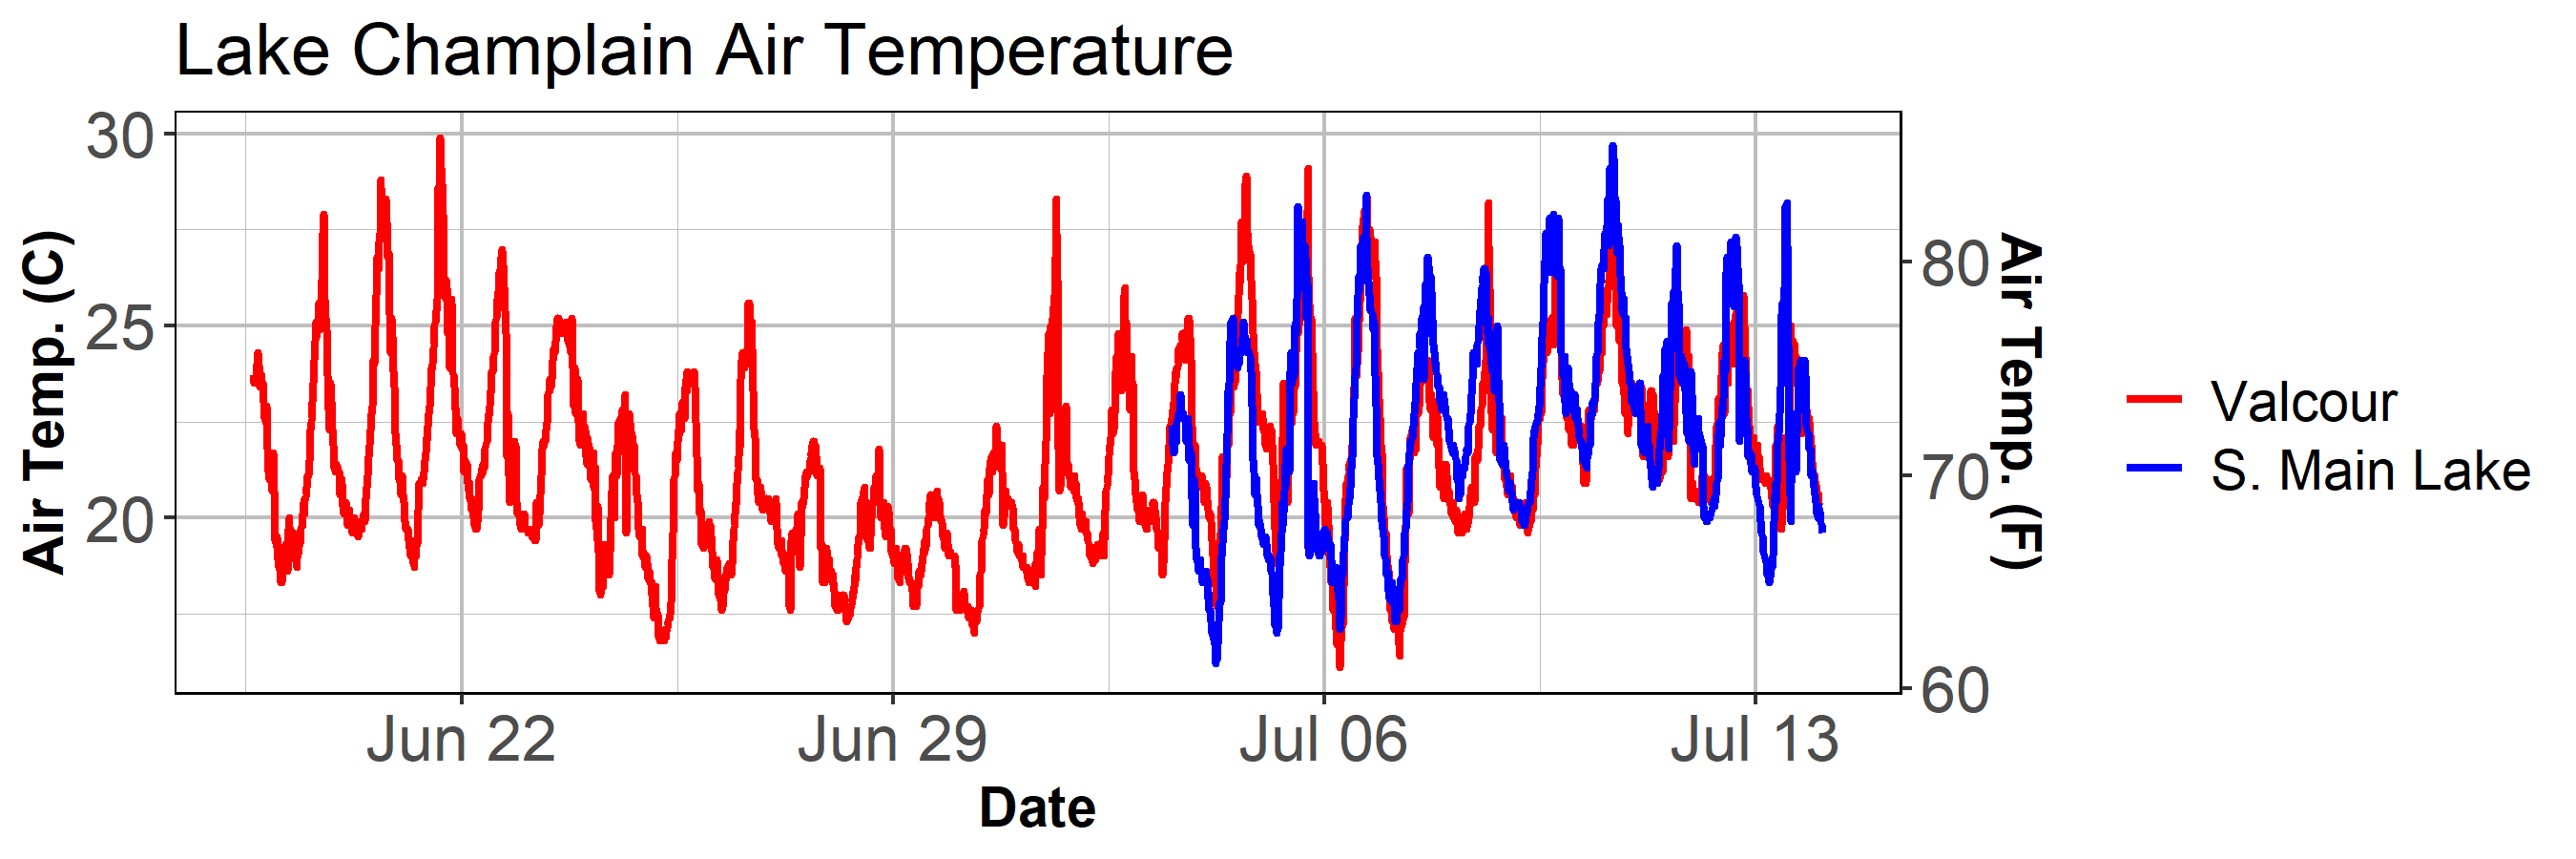 Lake Champlain Air Temperature
Air Temp. (C)
30
25
20
Air Temp. (F)
80
70
60
Jun 22
Jun 29
Jul 06
Jul 13
Date
Valcour
S. Main Lake